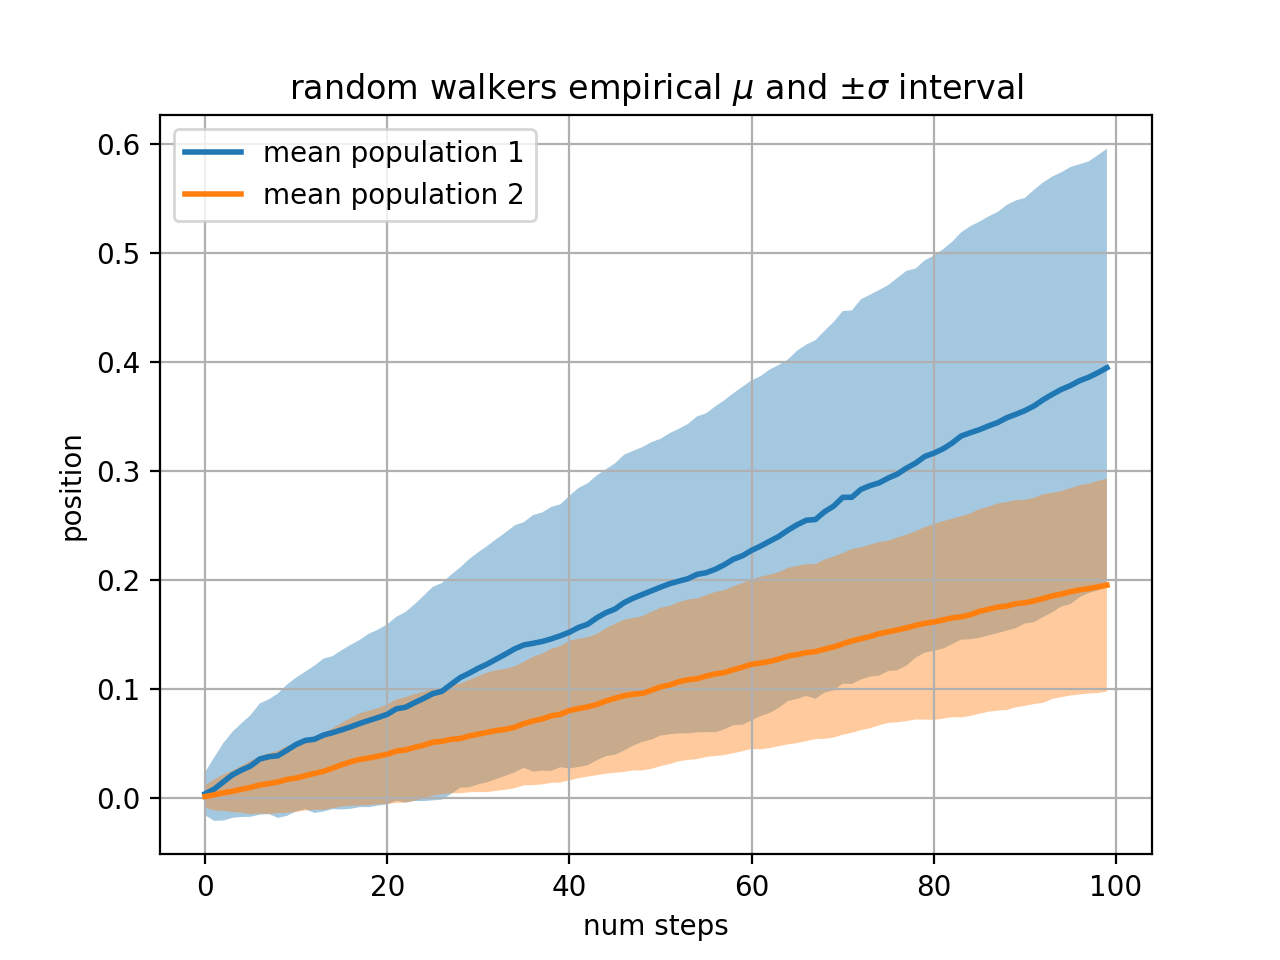 random walkers empirical μ and ±σ interval
mean population 1
mean population 2
0.6
0.5
0.4
0.3
0.2
0.1
0.0
position
0 20 40 60 80 100
num steps